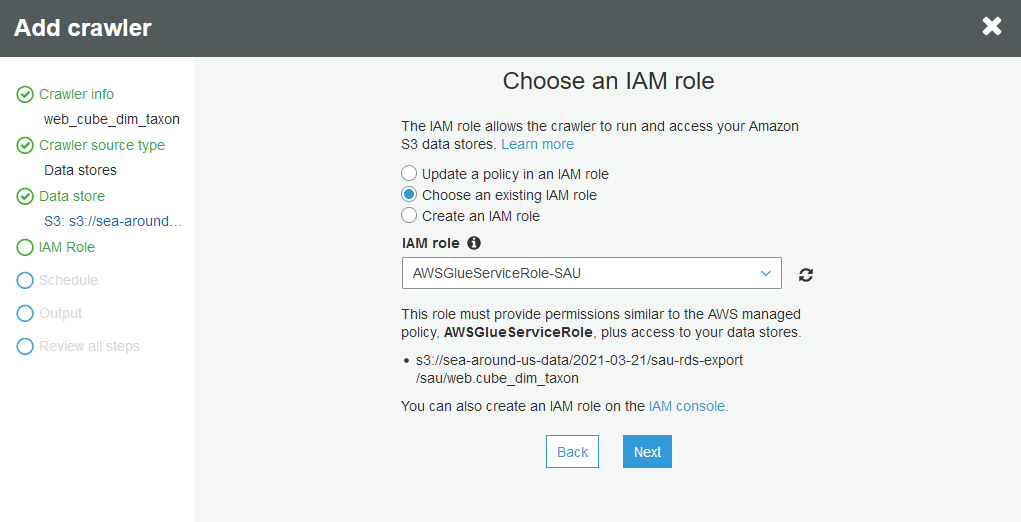 Add crawler
Crawler info
web_cube_dim_taxon
Crawler source type
Data stores
Data store
S3: s3://sea-around…
IAM Role
Schedule
Output
Review all steps
Choose an IAM role
The IAM role allows the crawler to run and access your Amazon
S3 data stores. Learn more
Update a policy in an IAM role
Choose an existing IAM role
Create an IAM role
IAM role
AWSGlueServiceRole-SAU
This role must provide permissions similar to the AWS managed
policy, AWSGlueServiceRole, plus access to your data stores.
• s3://sea-around-us-data/2021-03-21/sau-rds-export
/sau/web.cube_dim_taxon
You can also create an IAM role on the IAM console.
Back
Next